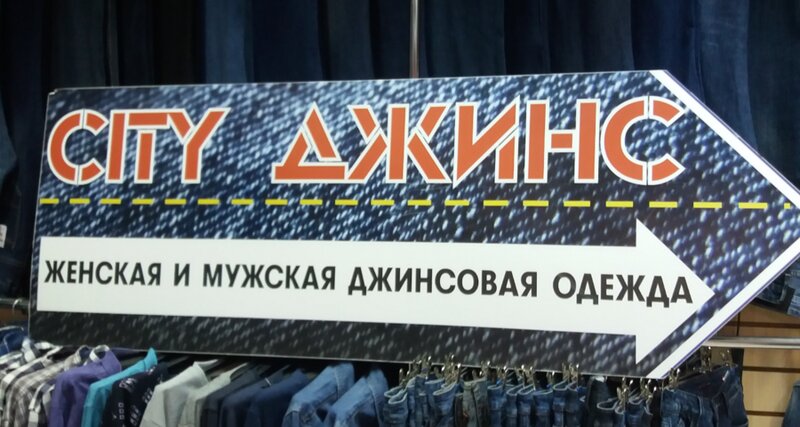 CITY ДЖИНС
ЖЕНСКАЯ И МУЖСКАЯ ДЖИНСОВАЯ ОДЕЖДА